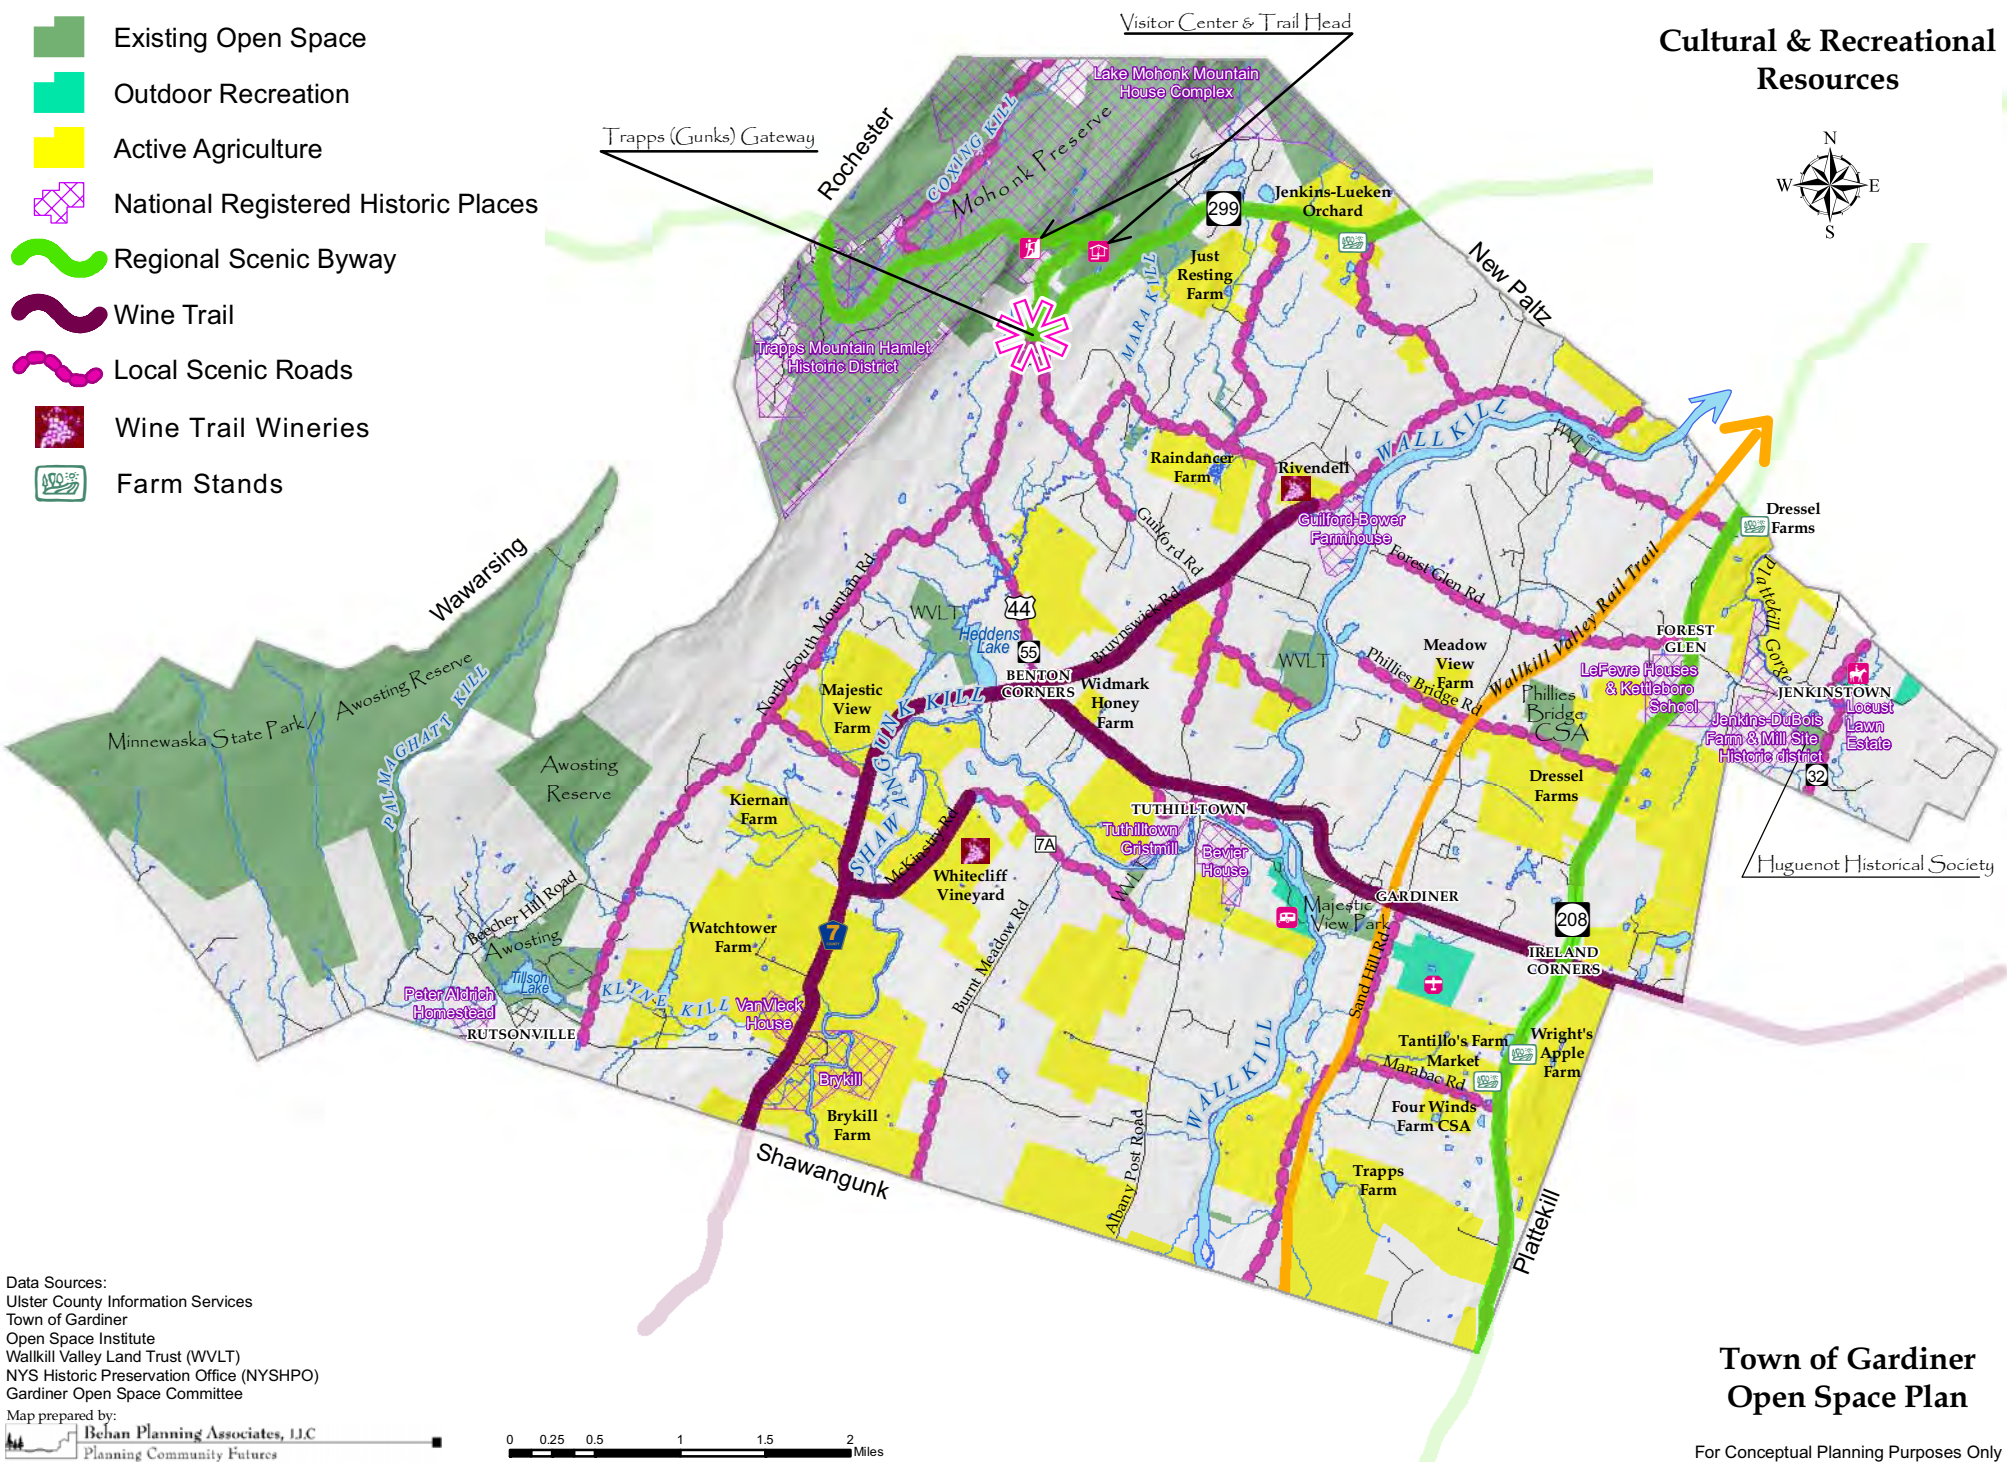 Existing Open Space
Outdoor Recreation
Active Agriculture
National Registered Historic Places
Regional Scenic Byway
Wine Trail
Local Scenic Roads
Wine Trail Wineries
Farm Stands
Cultural & Recreational
Resources
N
W
E
S
Visitor Center & Trail Head
Trapps (Gunks) Gateway
Lake Mohonk Mountain
House Complex
Rochester
COXING KILL
Mohonk Preserve
299
Jenkins-Lueken
Orchard
Just
Resting
Farm
MARA KILL
New Paltz
Trapps Mountain Hamlet
Histoiric District
WALLKILL
WVLT
Raindancer
Farm
Rivendell
Guilford-Bower
Farmhouse
Guilford Rd
Forest Glen Rd
Wallkill Valley Rail Trail
Dressel
Farms
Wawarsing
North/South Mountain Rd
WVLT
Heddens
Lake
44
55
BENTON
CORNERS
Bruynswick Rd
Widmark
Honey
Farm
WVLT
Phillies Bridge Rd
Meadow
View
Farm
FOREST
GLEN
LeFevre Houses
& Kettleboro
School
Phillies
Bridge
CSA
JENKINSTOWN
Locust
Lawn
Estate
Jenkins-DuBois
Farm & Mill Site
Historic district
32
Huguenot Historical Society
Minnewaska State Park/
Awosting Reserve
PALMAGHATT KILL
Awosting
Reserve
Majestic
View
Farm
SHAWANGUNK KILL
Kiernan
Farm
McKinstry Rd
Whitecliff
Vineyard
7A
TUTHILLTOWN
Tuthilltown
Gristmill
Bevier
House
Dressel
Farms
GARDINER
Majestic
View Park
208
IRELAND
CORNERS
Beecher Hill Road
Awosting
Tillson
Lake
Peter Aldrich
Homestead
RUTSONVILLE
KLYNE KILL
Watchtower
Farm
7
VanVleck
House
Brykill
Brykill
Farm
Burnt Meadow Rd
Albany Post Road
WALLKILL
Sand Hill Rd
Tantillo's Farm
Market
Wright's
Apple
Farm
Marabac Rd
Four Winds
Farm CSA
Trapps
Farm
Shawangunk
Plattekill
Data Sources:
Ulster County Information Services
Town of Gardiner
Open Space Institute
Wallkill Valley Land Trust (WVLT)
NYS Historic Preservation Office (NYSHPO)
Gardiner Open Space Committee
Map prepared by:
Behan Planning Associates, LLC
Planning Community Futures
0 0.25 0.5 1 1.5 2
Miles
Town of Gardiner
Open Space Plan
For Conceptual Planning Purposes Only